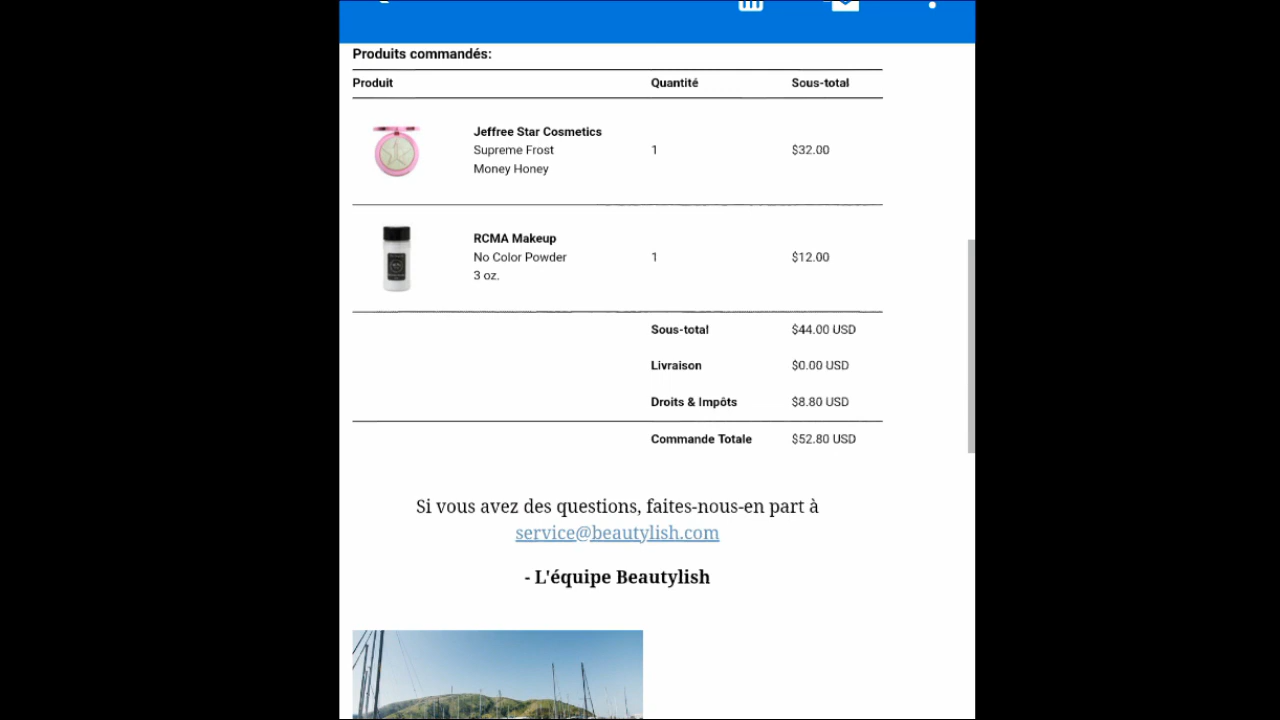 Produits commandés:
Produit Quantité Sous-total
Jeffree Star Cosmetics
Supreme Frost 1 $32.00
Money Honey
RCMA Makeup
No Color Powder 1 $12.00
3 oz.
Sous-total $44.00 USD
Livraison $0.00 USD
Droits & Impôts $8.80 USD
Commande Totale $52.80 USD
Si vous avez des questions, faites-nous-en part à
service@beautylish.com
- L'équipe Beautylish